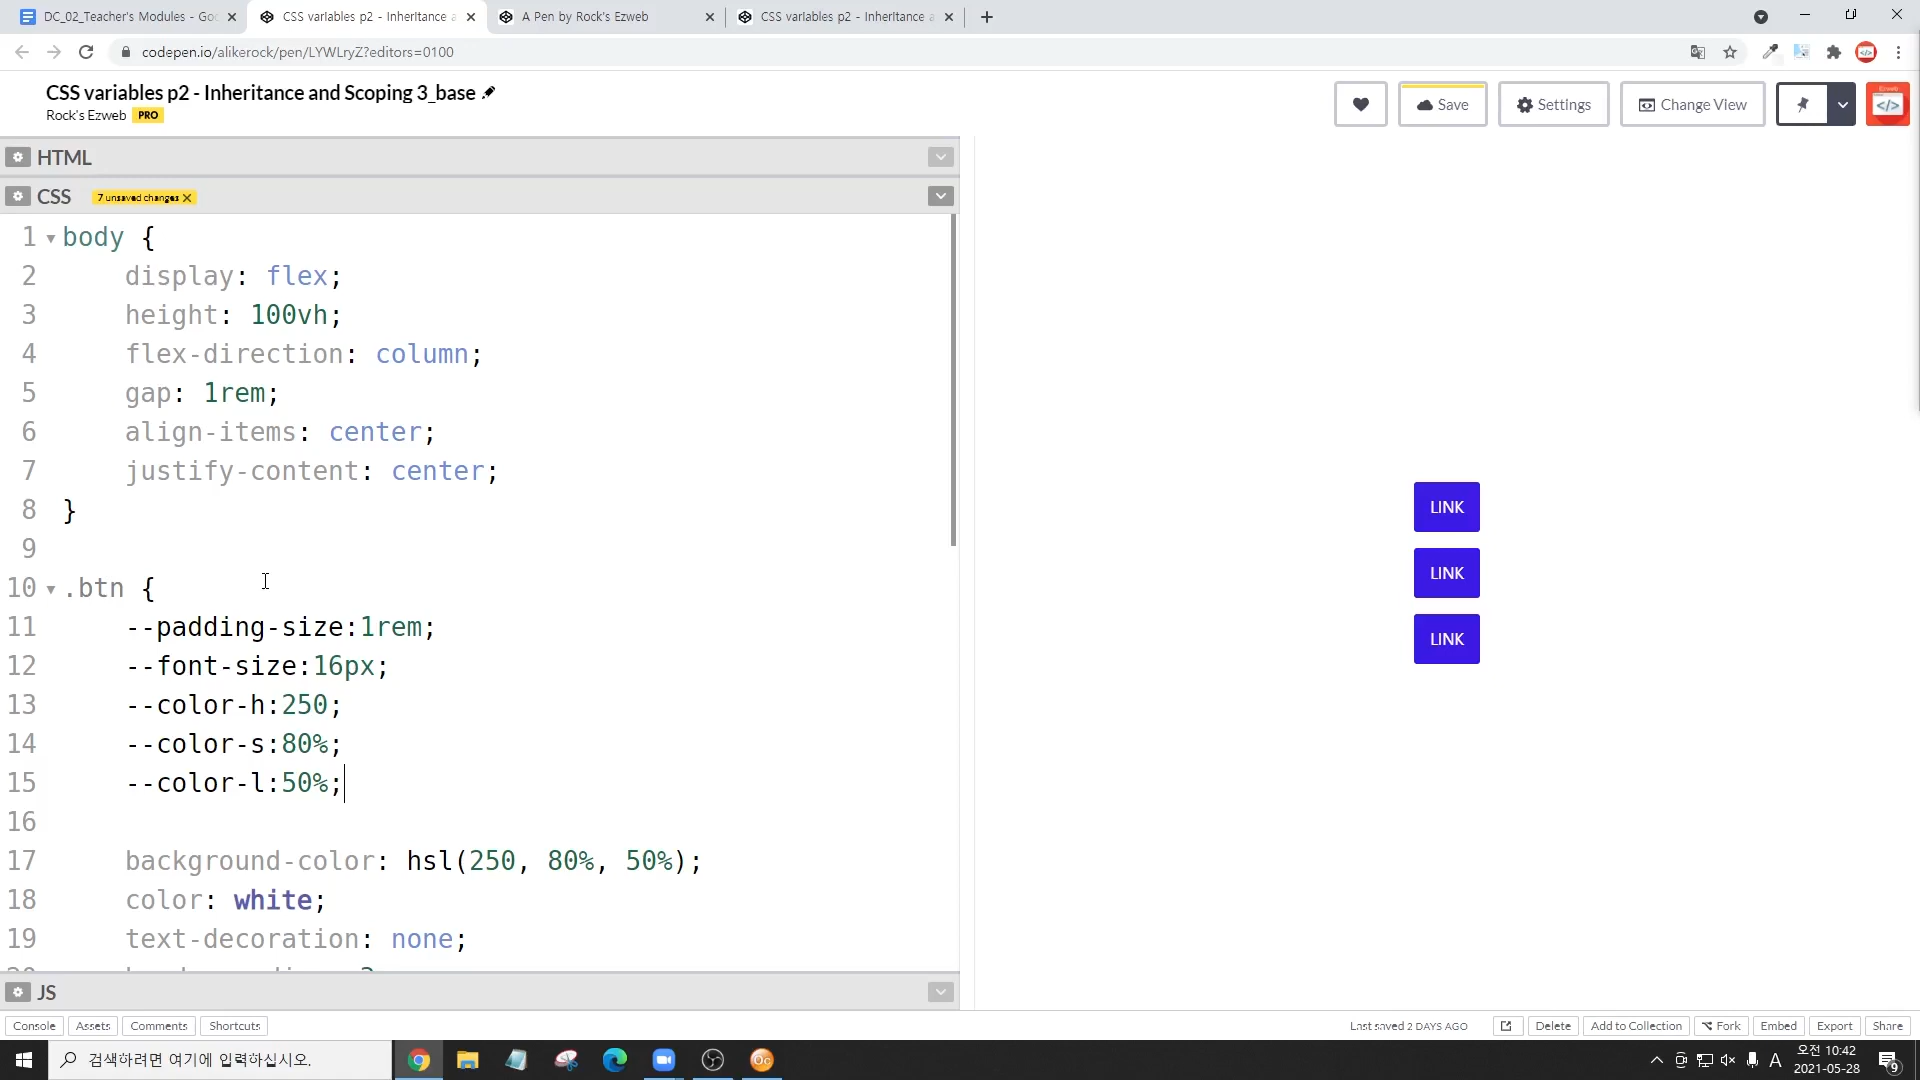 DC_02_Teacher's Modules - Goo
CSS variables p2 - Inheritance a
A Pen by Rock's Ezweb
CSS variables p2 - Inheritance a
codepen.io/alikerock/pen/LYWLryZ?editors=0100
CSS variables p2 - Inheritance and Scoping 3_base
Rock's Ezweb PRO
Save
Settings
Change View
HTML
CSS 7 unsaved changes ×
1 body {
2 display: flex;
3 height: 100vh;
4 flex-direction: column;
5 gap: 1rem;
6 align-items: center;
7 justify-content: center;
8 }
9
10 .btn {
11 --padding-size:1rem;
12 --font-size:16px;
13 --color-h:250;
14 --color-s:80%;
15 --color-l:50%;
16
17 background-color: hsl(250, 80%, 50%);
18 color: white;
19 text-decoration: none;
LINK
LINK
LINK
JS
Console Assets Comments Shortcuts
Last saved 2 DAYS AGO
Delete Add to Collection Fork Embed Export Share
검색하려면 여기에 입력하십시오.
A
오전 10:42
2021-05-28
9